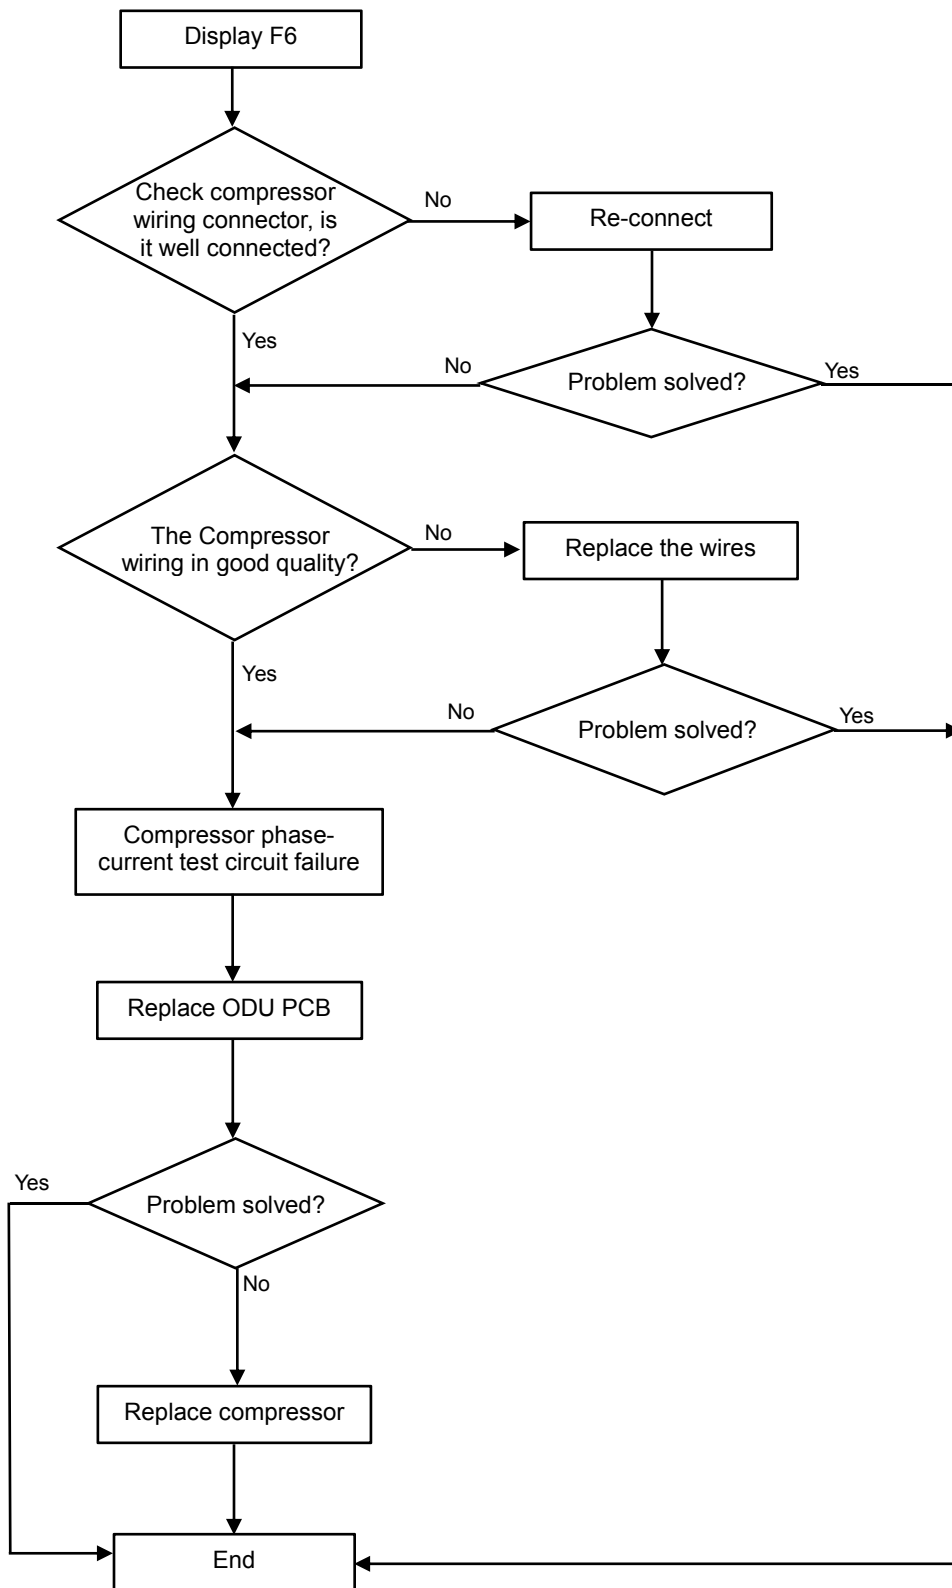 Display F6
Check compressor
wiring connector, is
it well connected?
No
Re-connect
Yes
No
Problem solved?
Yes
The Compressor
wiring in good quality?
No
Replace the wires
Yes
No
Problem solved?
Yes
Compressor phase-
current test circuit failure
Replace ODU PCB
Yes
Problem solved?
No
Replace compressor
End